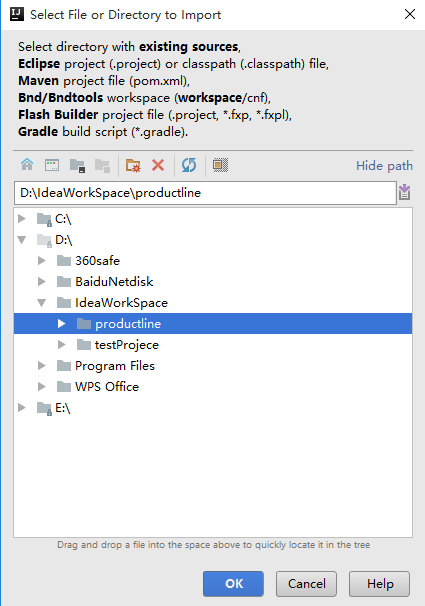 IJ
Select File or Directory to Import
Select directory with existing sources,
Eclipse project (.project) or classpath (.classpath) file,
Maven project file (pom.xml),
Bnd/Bndtools workspace (workspace/cnf),
Flash Builder project file (.project, *.fxp, *.fxpl),
Gradle build script (*.gradle).
Hide path
D:\IdeaWorkSpace\productline
C:\
D:\
360safe
BaiduNetdisk
IdeaWorkSpace
productline
testProjece
Program Files
WPS Office
E:\
Drag and drop a file into the space above to quickly locate it in the tree
OK Cancel Help